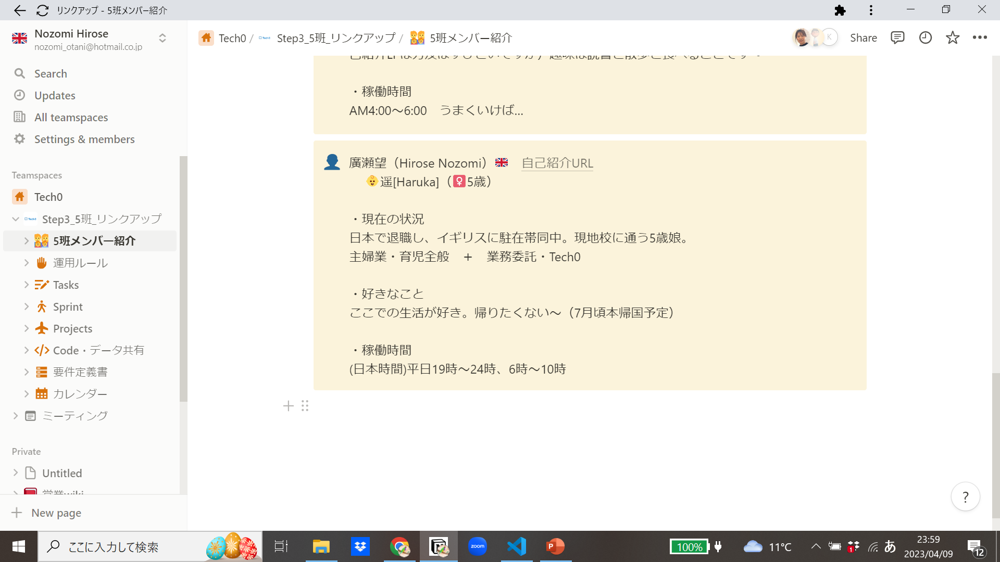 リンクアップ - 5班メンバー紹介
Nozomi Hirose
nozomi_otani@hotmail.co.jp
Search
Updates
All teamspaces
Settings & members
Teamspaces
Tech0
Step3_5班_リンクアップ
5班メンバー紹介
運用ルール
Tasks
Sprint
Projects
Code・データ共有
要件定義書
カレンダー
ミーティング
Private
Untitled
営業wiki
New page
Tech0 / Tech0 Step3_5班_リンクアップ / 5班メンバー紹介
K
Share
・稼働時間
AM4:00〜6:00　うまくいけば...
廣瀬望（Hirose Nozomi）🇬🇧　自己紹介URL
👶遥[Haruka]（🚺5歳）
・現在の状況
日本で退職し、イギリスに駐在帯同中。現地校に通う5歳娘。
主婦業・育児全般　＋　業務委託・Tech0
・好きなこと
ここでの生活が好き。帰りたくない〜（7月頃本帰国予定）
・稼働時間
(日本時間)平日19時〜24時、6時〜10時
?
ここに入力して検索
zoom
P
100%
11℃
1
あ
23:59
2023/04/09
12